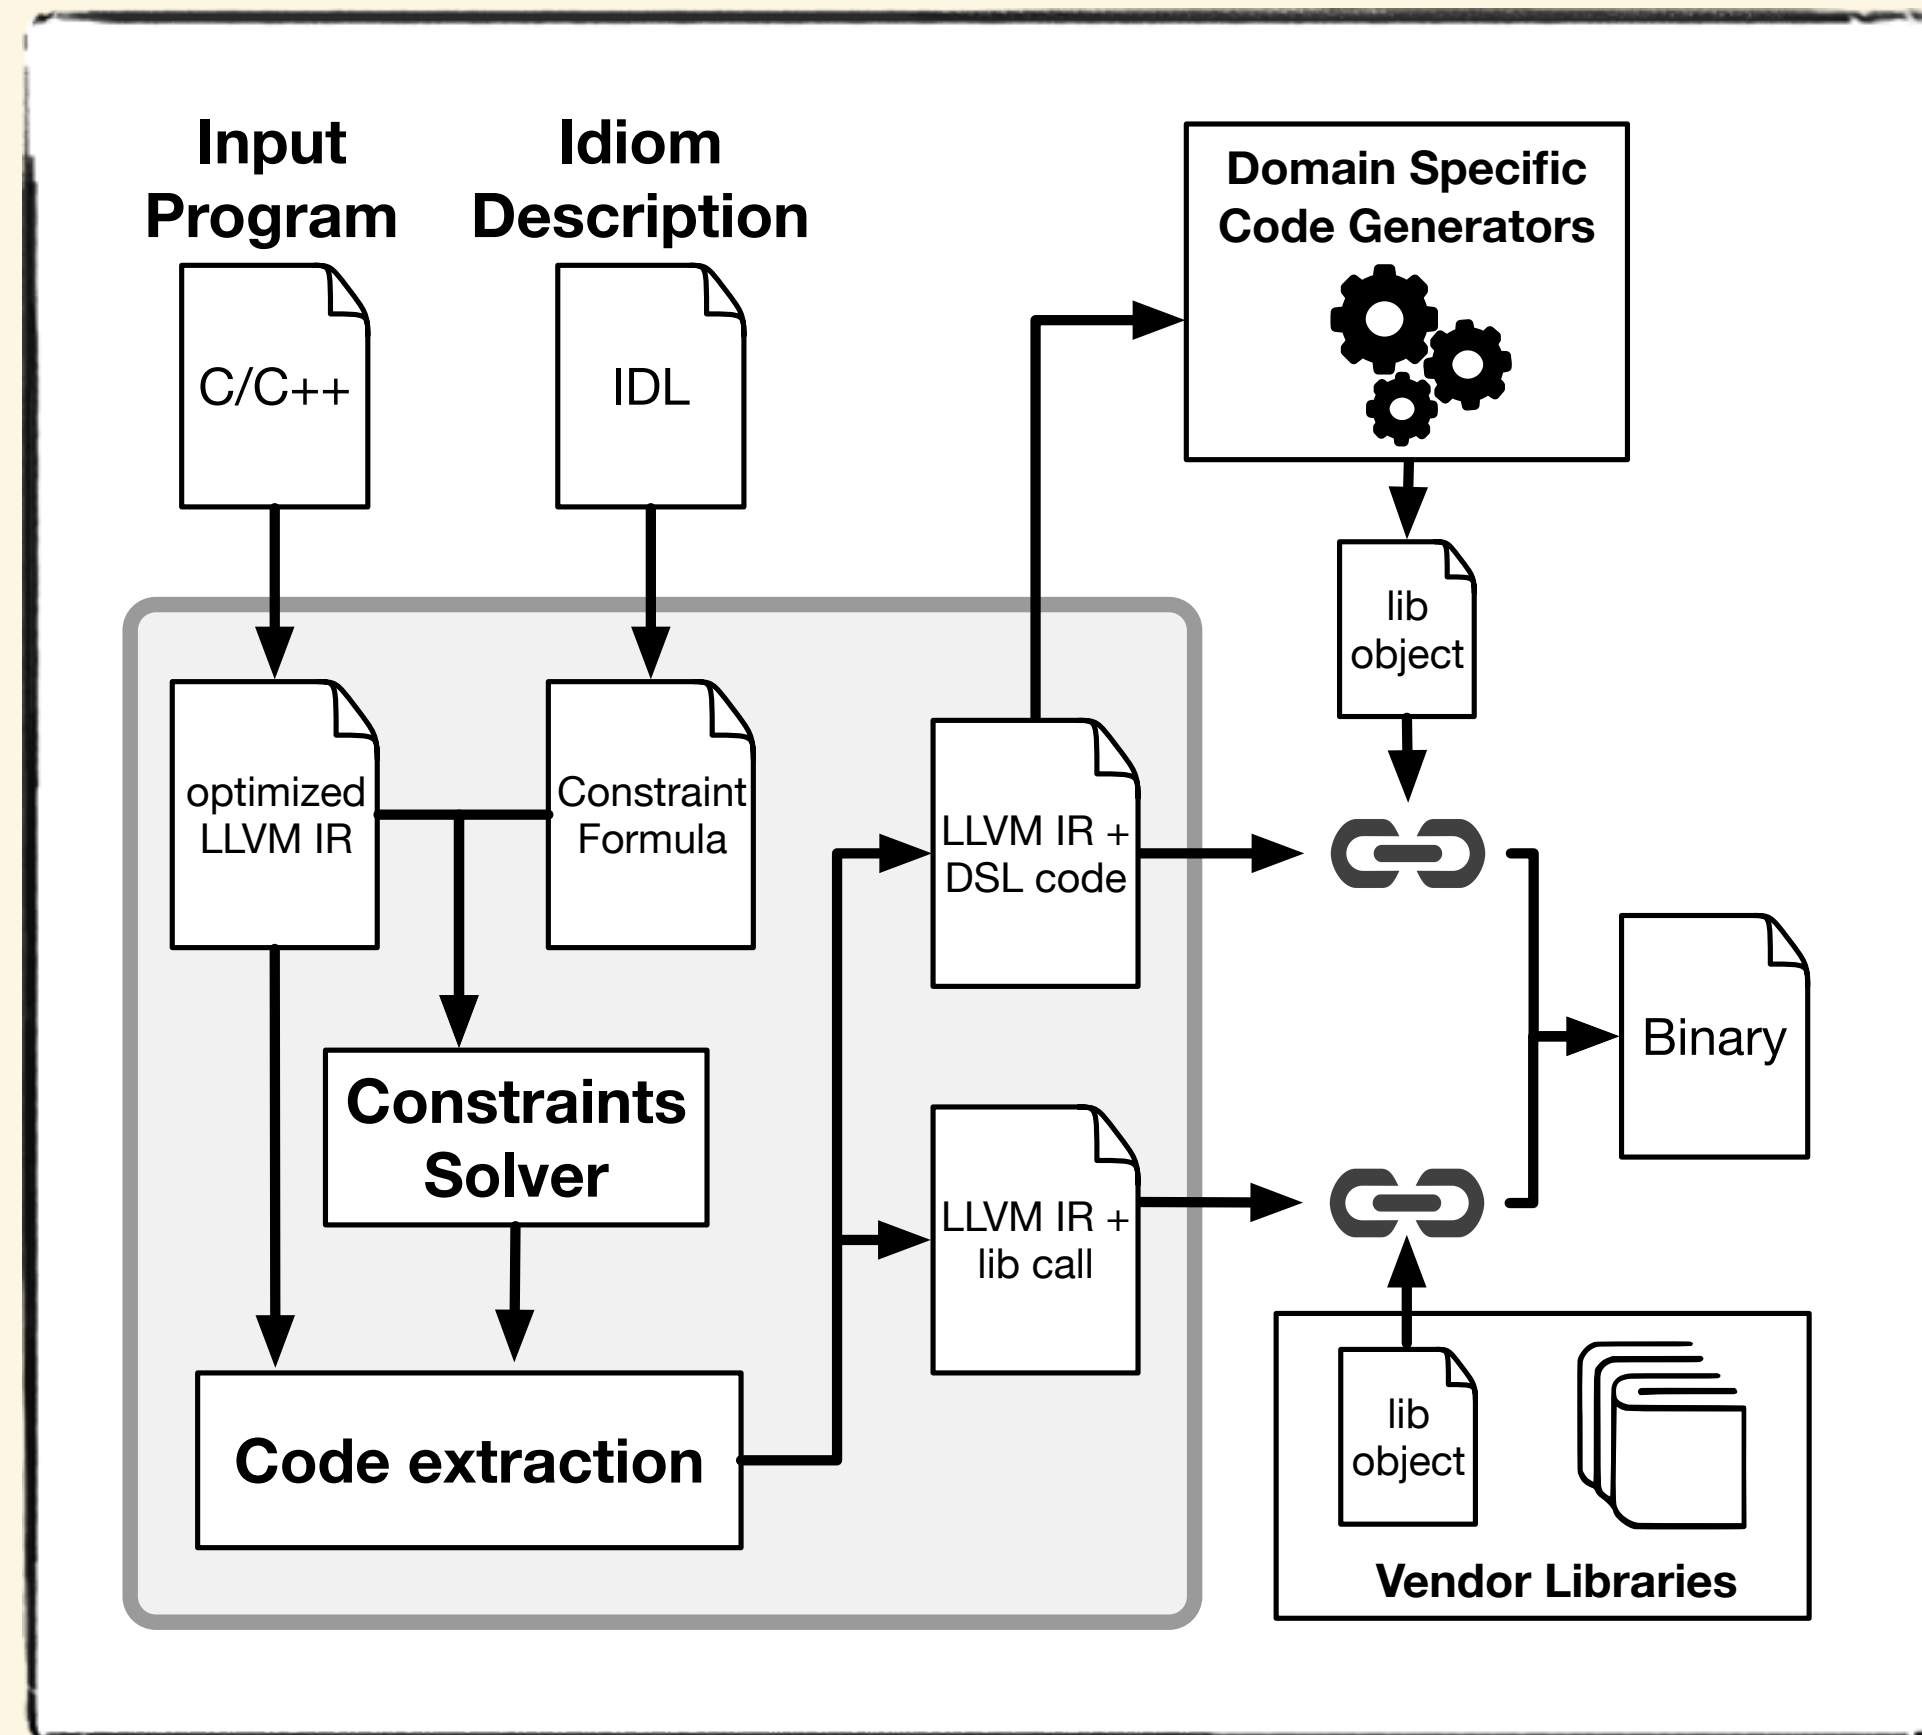 Input
Program
Idiom
Description
Domain Specific
Code Generators
C/C++
IDL
lib
object
optimized
LLVM IR
Constraint
Formula
LLVM IR +
DSL code
Constraints
Solver
Binary
LLVM IR +
lib call
Code extraction
lib
object
Vendor Libraries